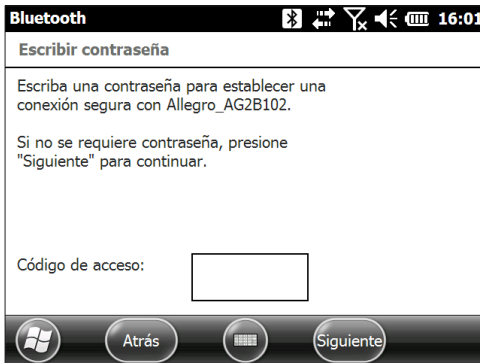 Bluetooth 16:01
Escribir contraseña
Escriba una contraseña para establecer una
conexión segura con Allegro_AG2B102.
Si no se requiere contraseña, presione
"Siguiente" para continuar.
Código de acceso:
Atrás Siguiente